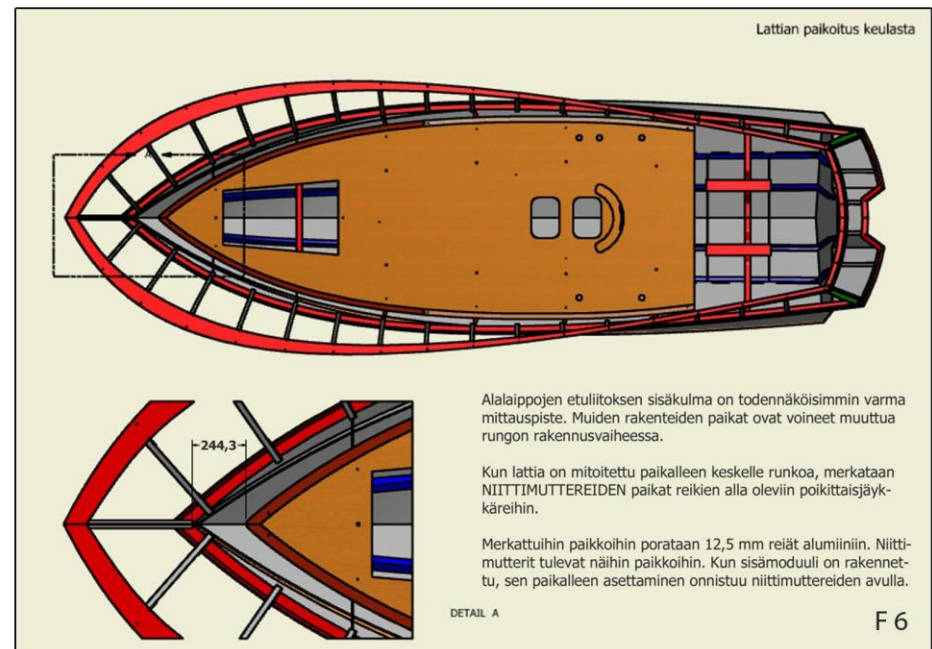 Lattian paikoitus keulasta
A
244,3
Alalaippojen etuliitoksen sisäkulma on todennäköisimmin varma
mittauspiste. Muiden rakenteiden paikat ovat voineet muuttua
rungon rakennusvaiheessa.
Kun lattia on mitoitettu paikalleen keskelle runkoa, merkataan
NIITTIMUTTEREIDEN paikat reikien alla oleviin poikittaisjäyk-
käreihin.
Merkattuihin paikkoihin porataan 12,5 mm reiät alumiiniin. Niitti-
mutterit tulevat näihin paikkoihin. Kun sisämoduuli on rakennet-
tu, sen paikalleen asettaminen onnistuu niittimuttereiden avulla.
DETAIL A
F 6